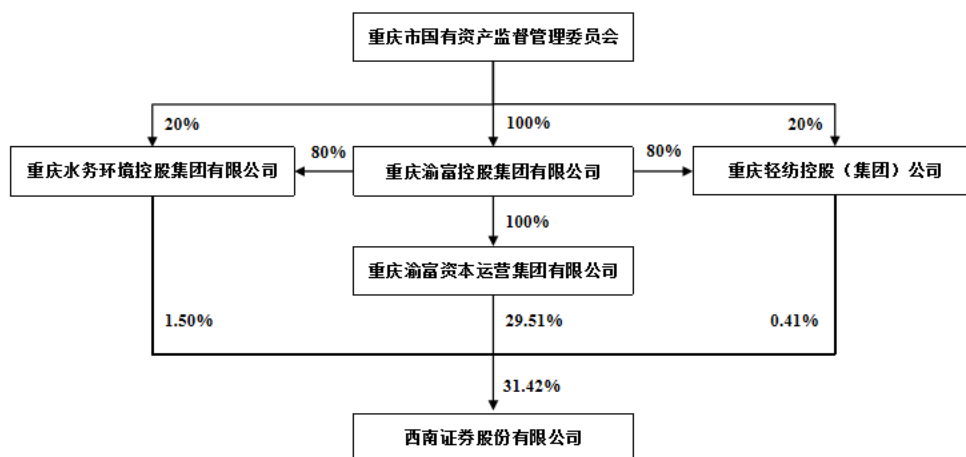 重庆市国有资产监督管理委员会
20%
100%
20%
重庆水务环境控股集团有限公司
80%
重庆渝富控股集团有限公司
80%
重庆轻纺控股（集团）公司
100%
重庆渝富资本运营集团有限公司
1.50%
29.51%
0.41%
31.42%
西南证券股份有限公司